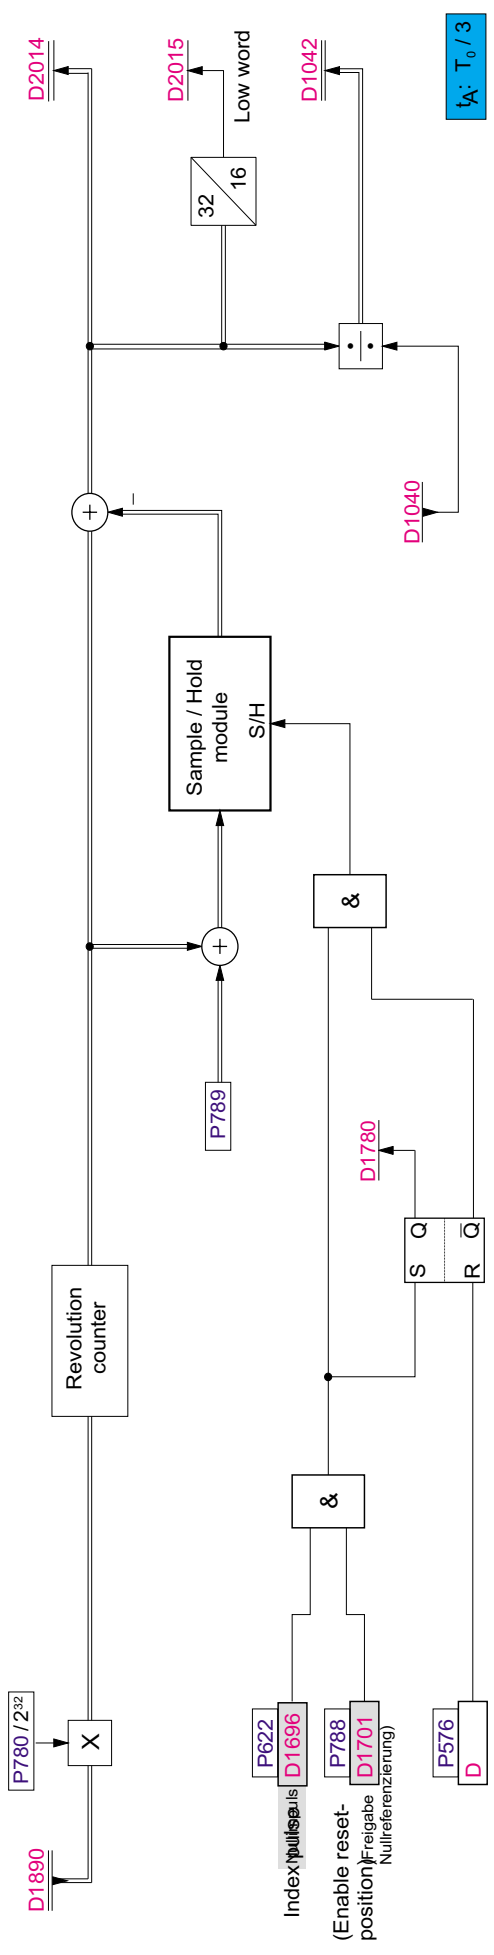 D1890
P780 / 2³²
X
Revolution
counter
P789
+
Sample / Hold
module
S/H
+
–
32
16
D2014
D2015
Low word
D1042
D1040
tA: T0 / 3
P622
D1696
Index pulse
P788
D1701
(Enable reset-
position)
(Freigabe
Nullreferenzierung)
&
P576
D
S Q
R Q̅
D1780
&